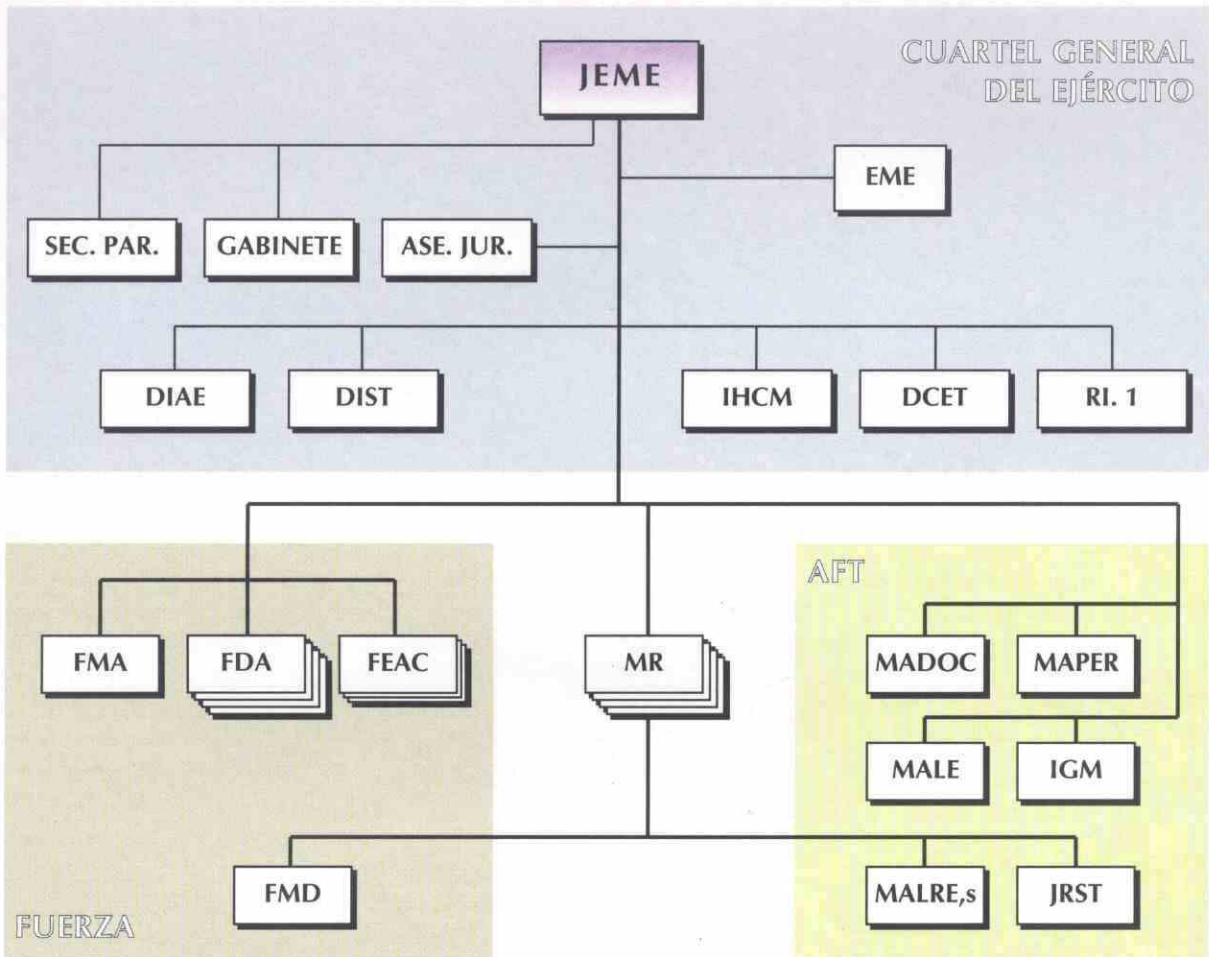 CUARTEL GENERAL
DEL EJÉRCITO
JEME
EME
SEC. PAR.
GABINETE
ASE. JUR.
DIAE
DIST
IHCM
DCET
RI. 1
AFT
FMA
FDA
FEAC
MR
MADOC
MAPER
MALE
IGM
FMD
MALRE,s
JRST
FUERZA